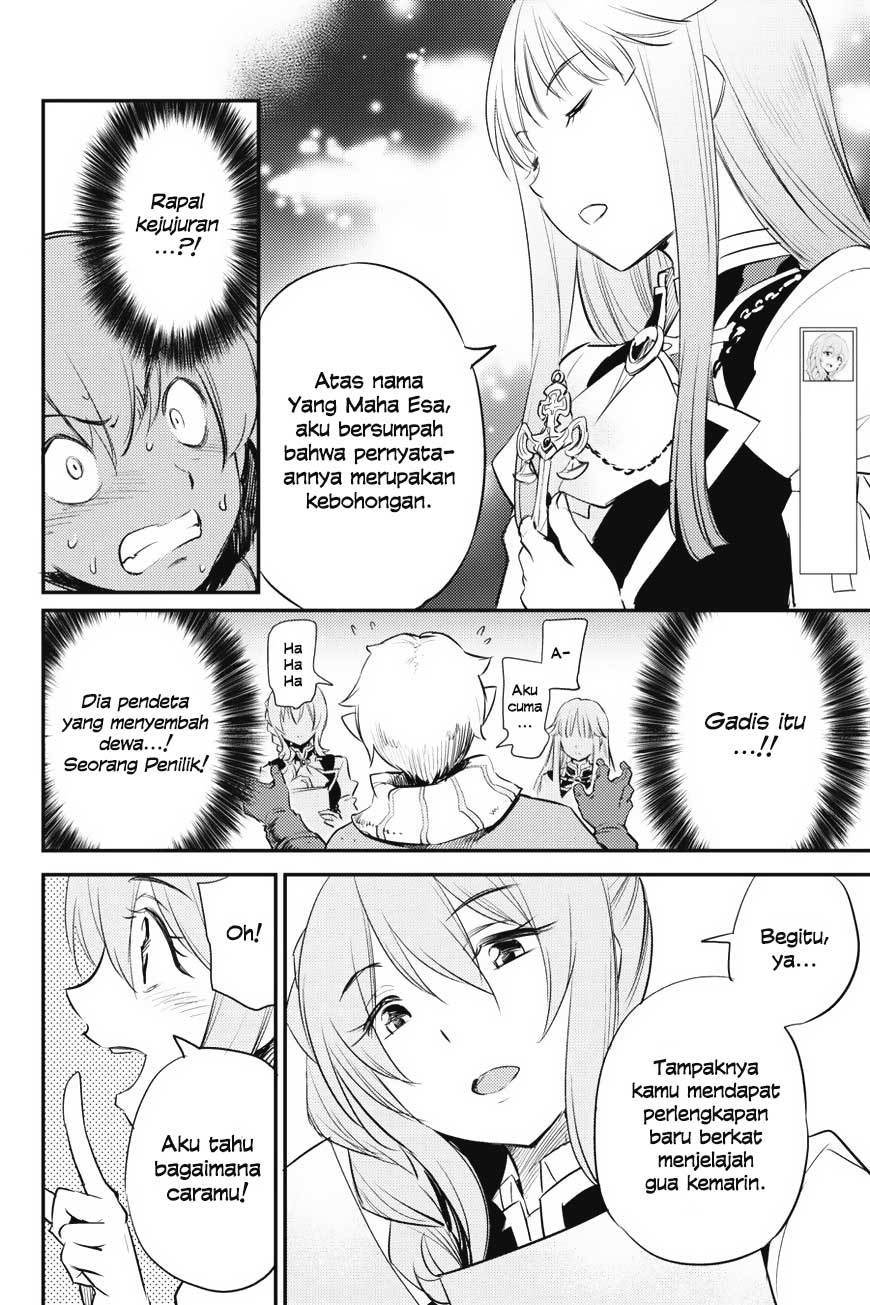 Atas nama
Yang Maha Esa,
aku bersumpah
bahwa pernyata-
annya merupakan
kebohongan.
Rapal
kejujuran
...?!
Gadis itu
...!!
A-
Aku
cuma
...
Ha
Ha
Ha
Dia pendeta
yang menyembah
dewa...!
Seorang Penilik!
Begitu,
ya...
Tampaknya
kamu mendapat
perlengkapan
baru berkat
menjelajah
gua kemarin.
Oh!
Aku tahu
bagaimana
caramu!